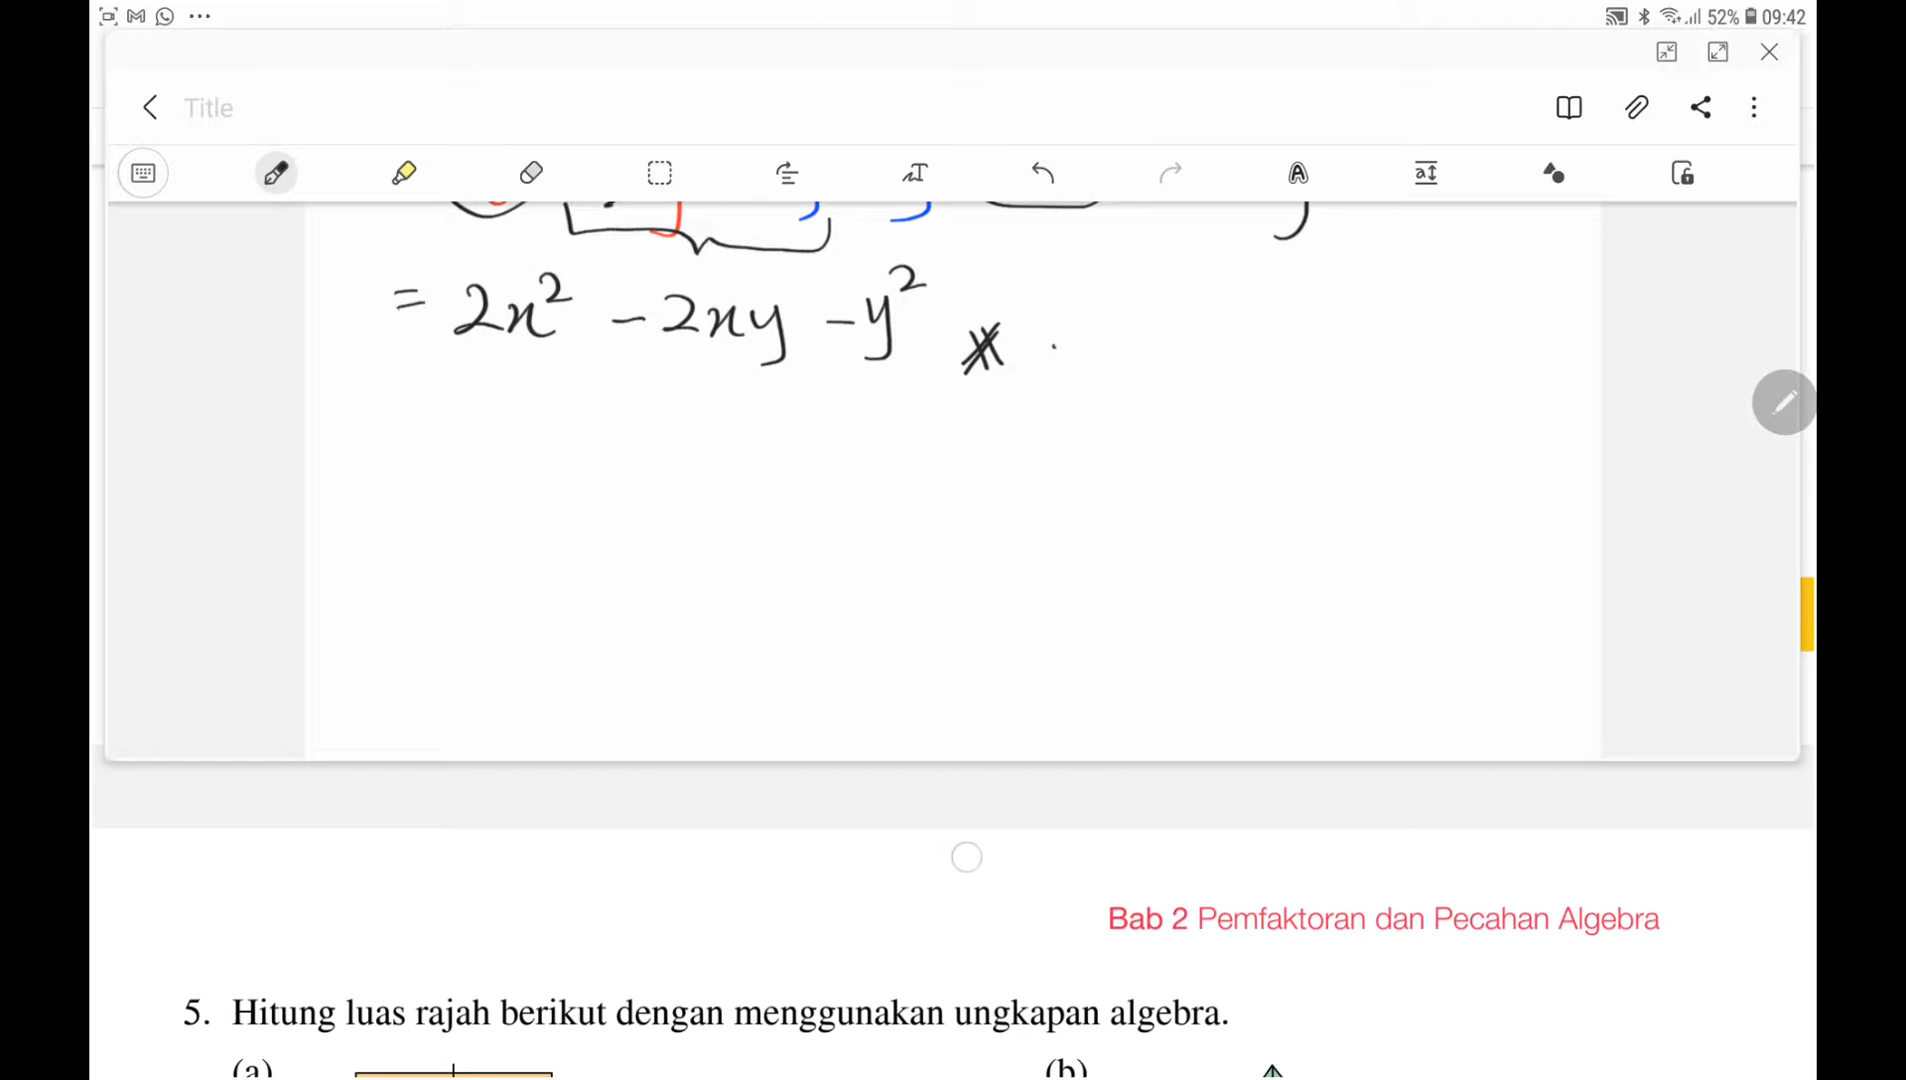 52% 09:42
Title
= 2x² - 2xy - y²
Bab 2 Pemfaktoran dan Pecahan Algebra
5. Hitung luas rajah berikut dengan menggunakan ungkapan algebra.
(a) (b)